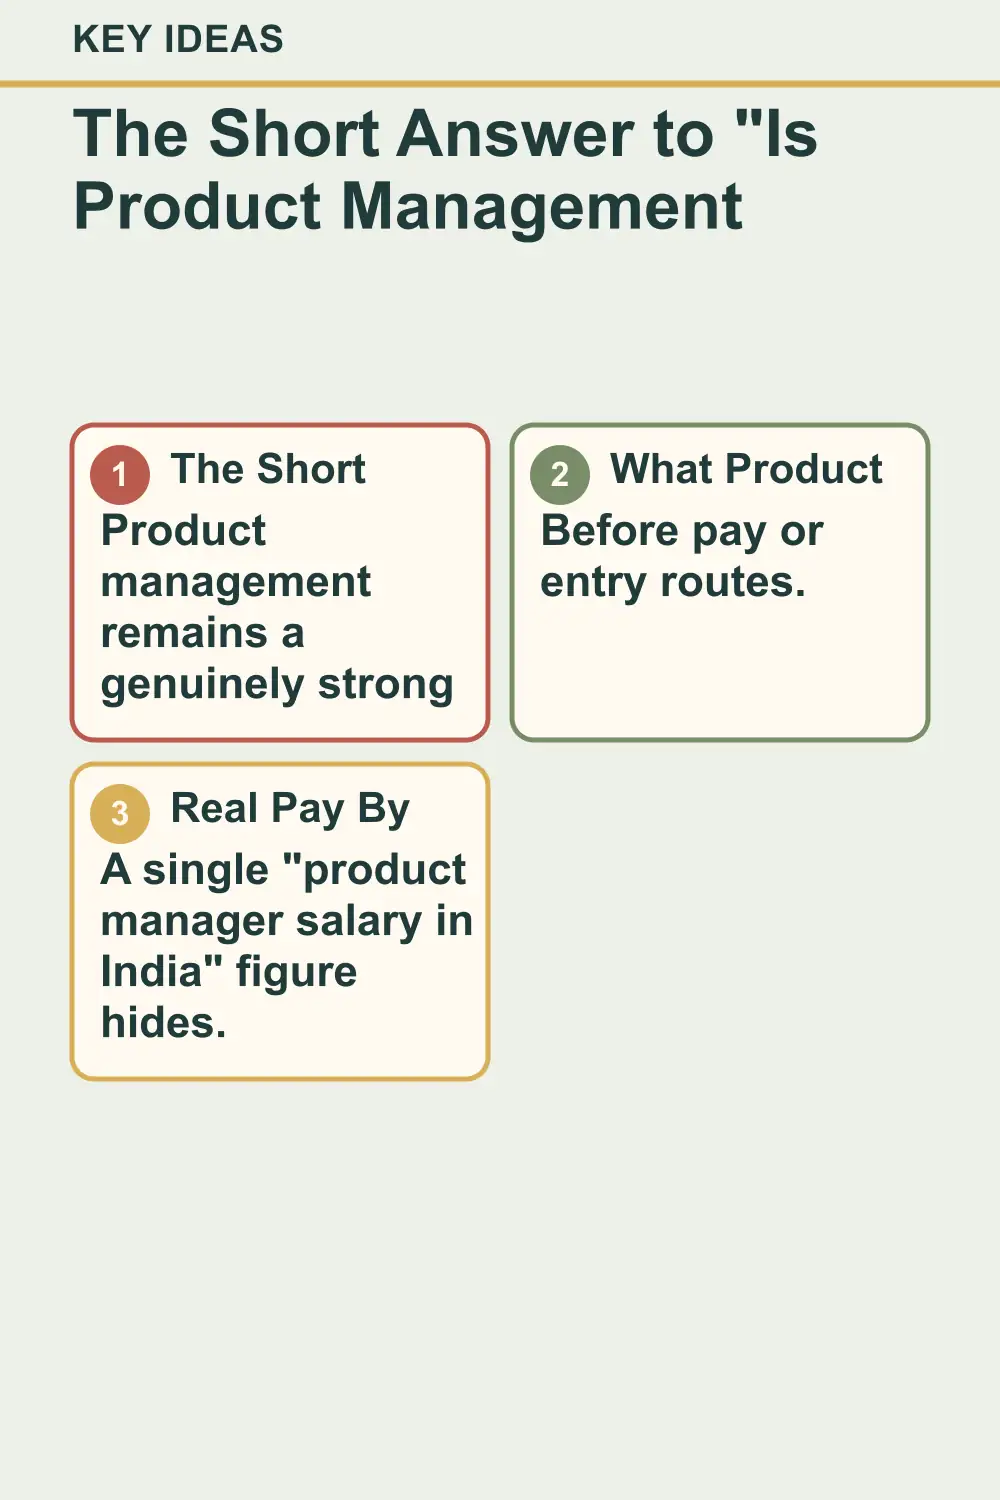 KEY IDEAS
The Short Answer to "Is
Product Management
1 The Short
Product
management
remains a
genuinely strong
2 What Product
Before pay or
entry routes.
3 Real Pay By
A single "product
manager salary in
India" figure
hides.